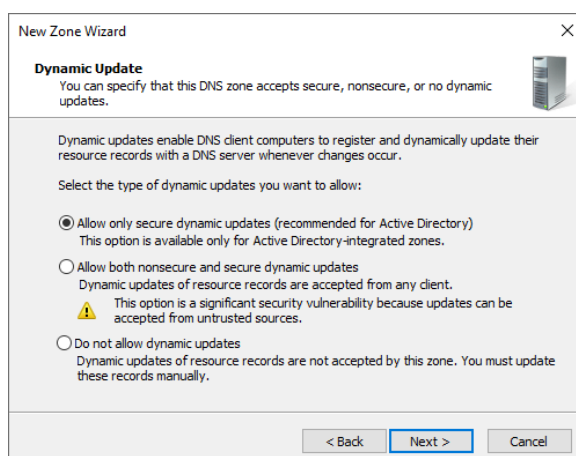 New Zone Wizard
Dynamic Update
You can specify that this DNS zone accepts secure, nonsecure, or no dynamic
updates.
Dynamic updates enable DNS client computers to register and dynamically update their
resource records with a DNS server whenever changes occur.
Select the type of dynamic updates you want to allow:
Allow only secure dynamic updates (recommended for Active Directory)
This option is available only for Active Directory-integrated zones.
Allow both nonsecure and secure dynamic updates
Dynamic updates of resource records are accepted from any client.
This option is a significant security vulnerability because updates can be
accepted from untrusted sources.
Do not allow dynamic updates
Dynamic updates of resource records are not accepted by this zone. You must update
these records manually.
< Back Next > Cancel